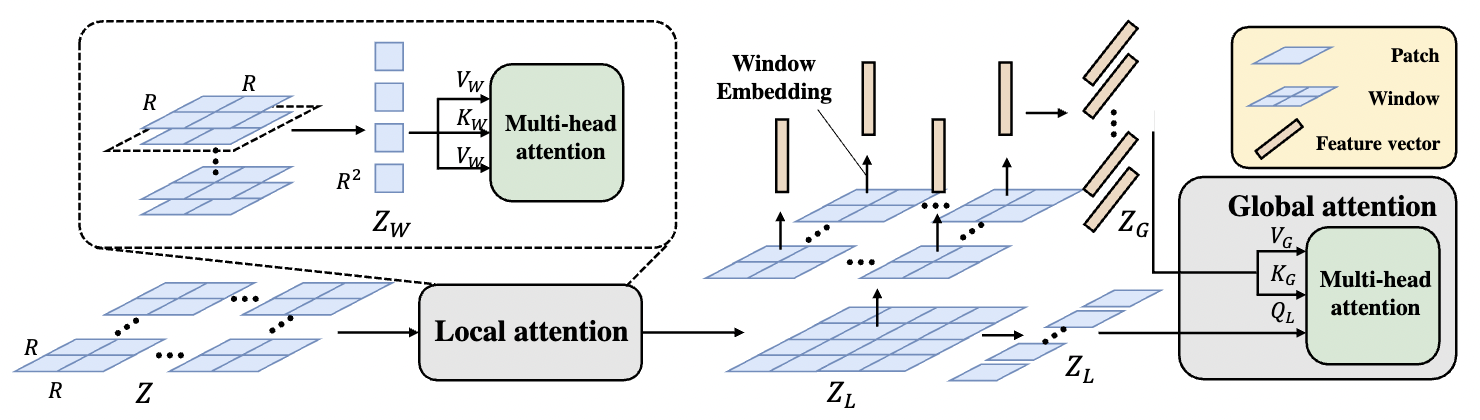 R
R
R²
Z_W
V_W
K_W
V_W
Multi-head
attention
R
R
Z
Local attention
Window
Embedding
Z_L
Z_L
Z_G
Patch
Window
Feature vector
Global attention
V_G
K_G
Q_L
Multi-head
attention